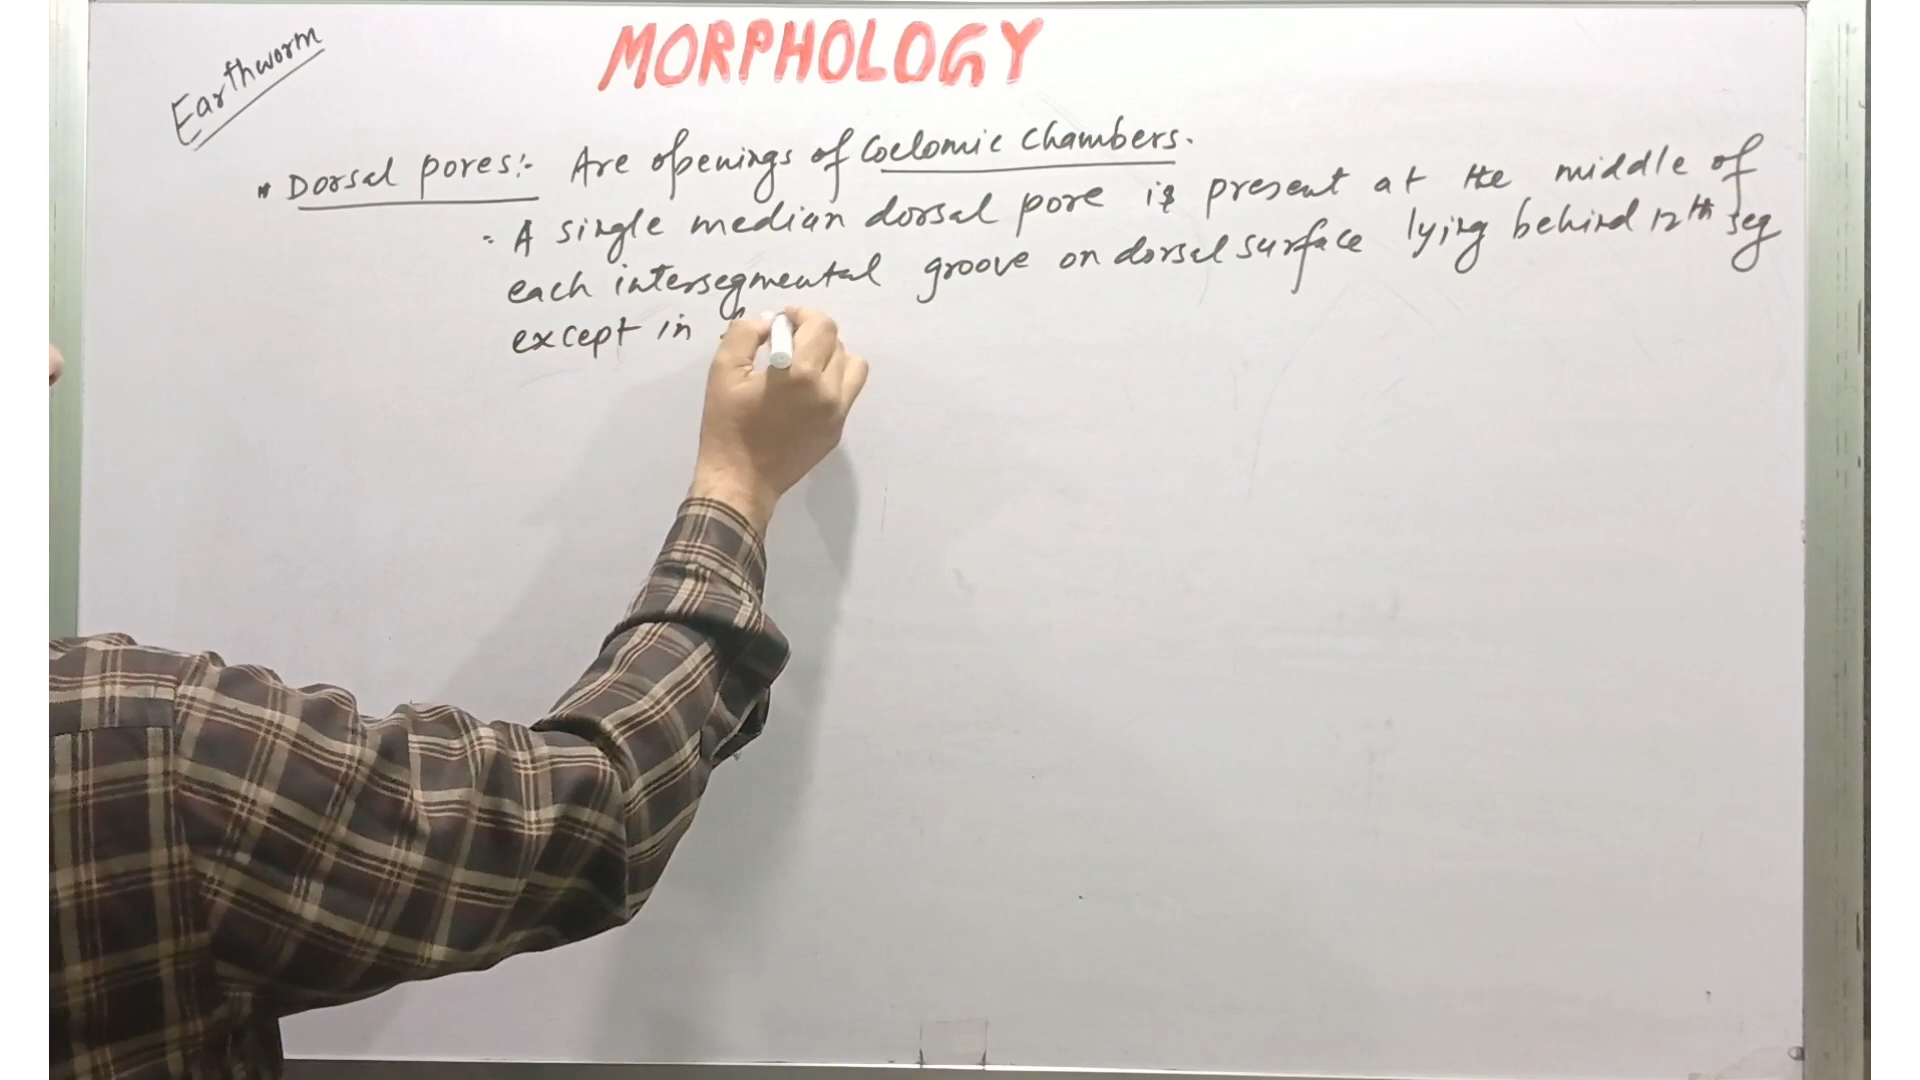 Earthworm
MORPHOLOGY
* Dorsal pores:- Are openings of Coelomic Chambers.
- A single median dorsal pore is present at the middle of
each intersegmental groove on dorsal surface lying behind 12th seg
except in